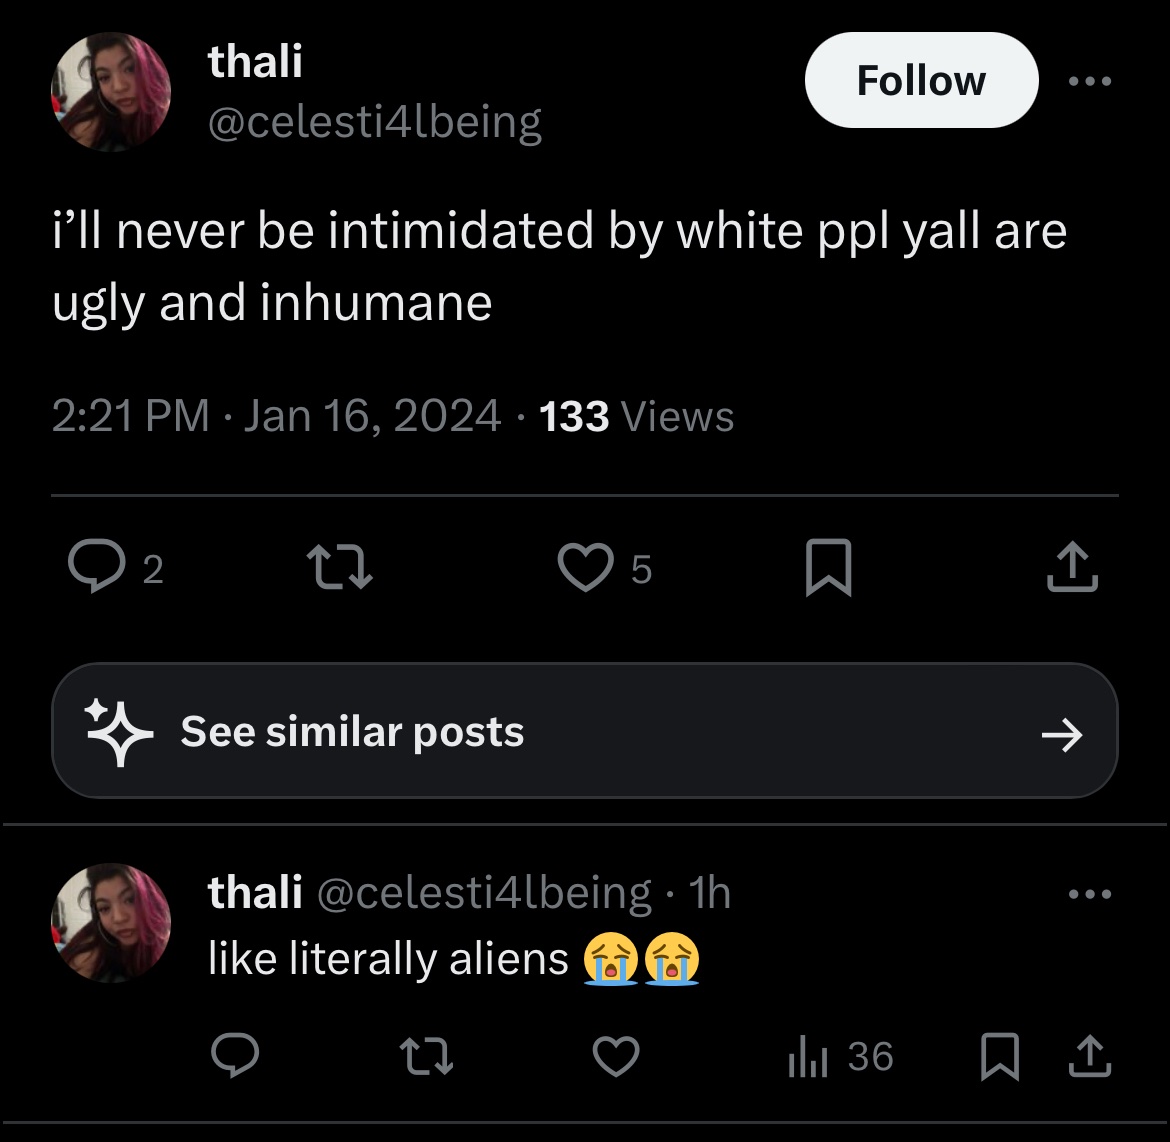 thali
@celesti4lbeing
Follow
i’ll never be intimidated by white ppl yall are
ugly and inhumane
2:21 PM · Jan 16, 2024 · 133 Views
2
5
See similar posts
thali @celesti4lbeing · 1h
like literally aliens 😭😭
36